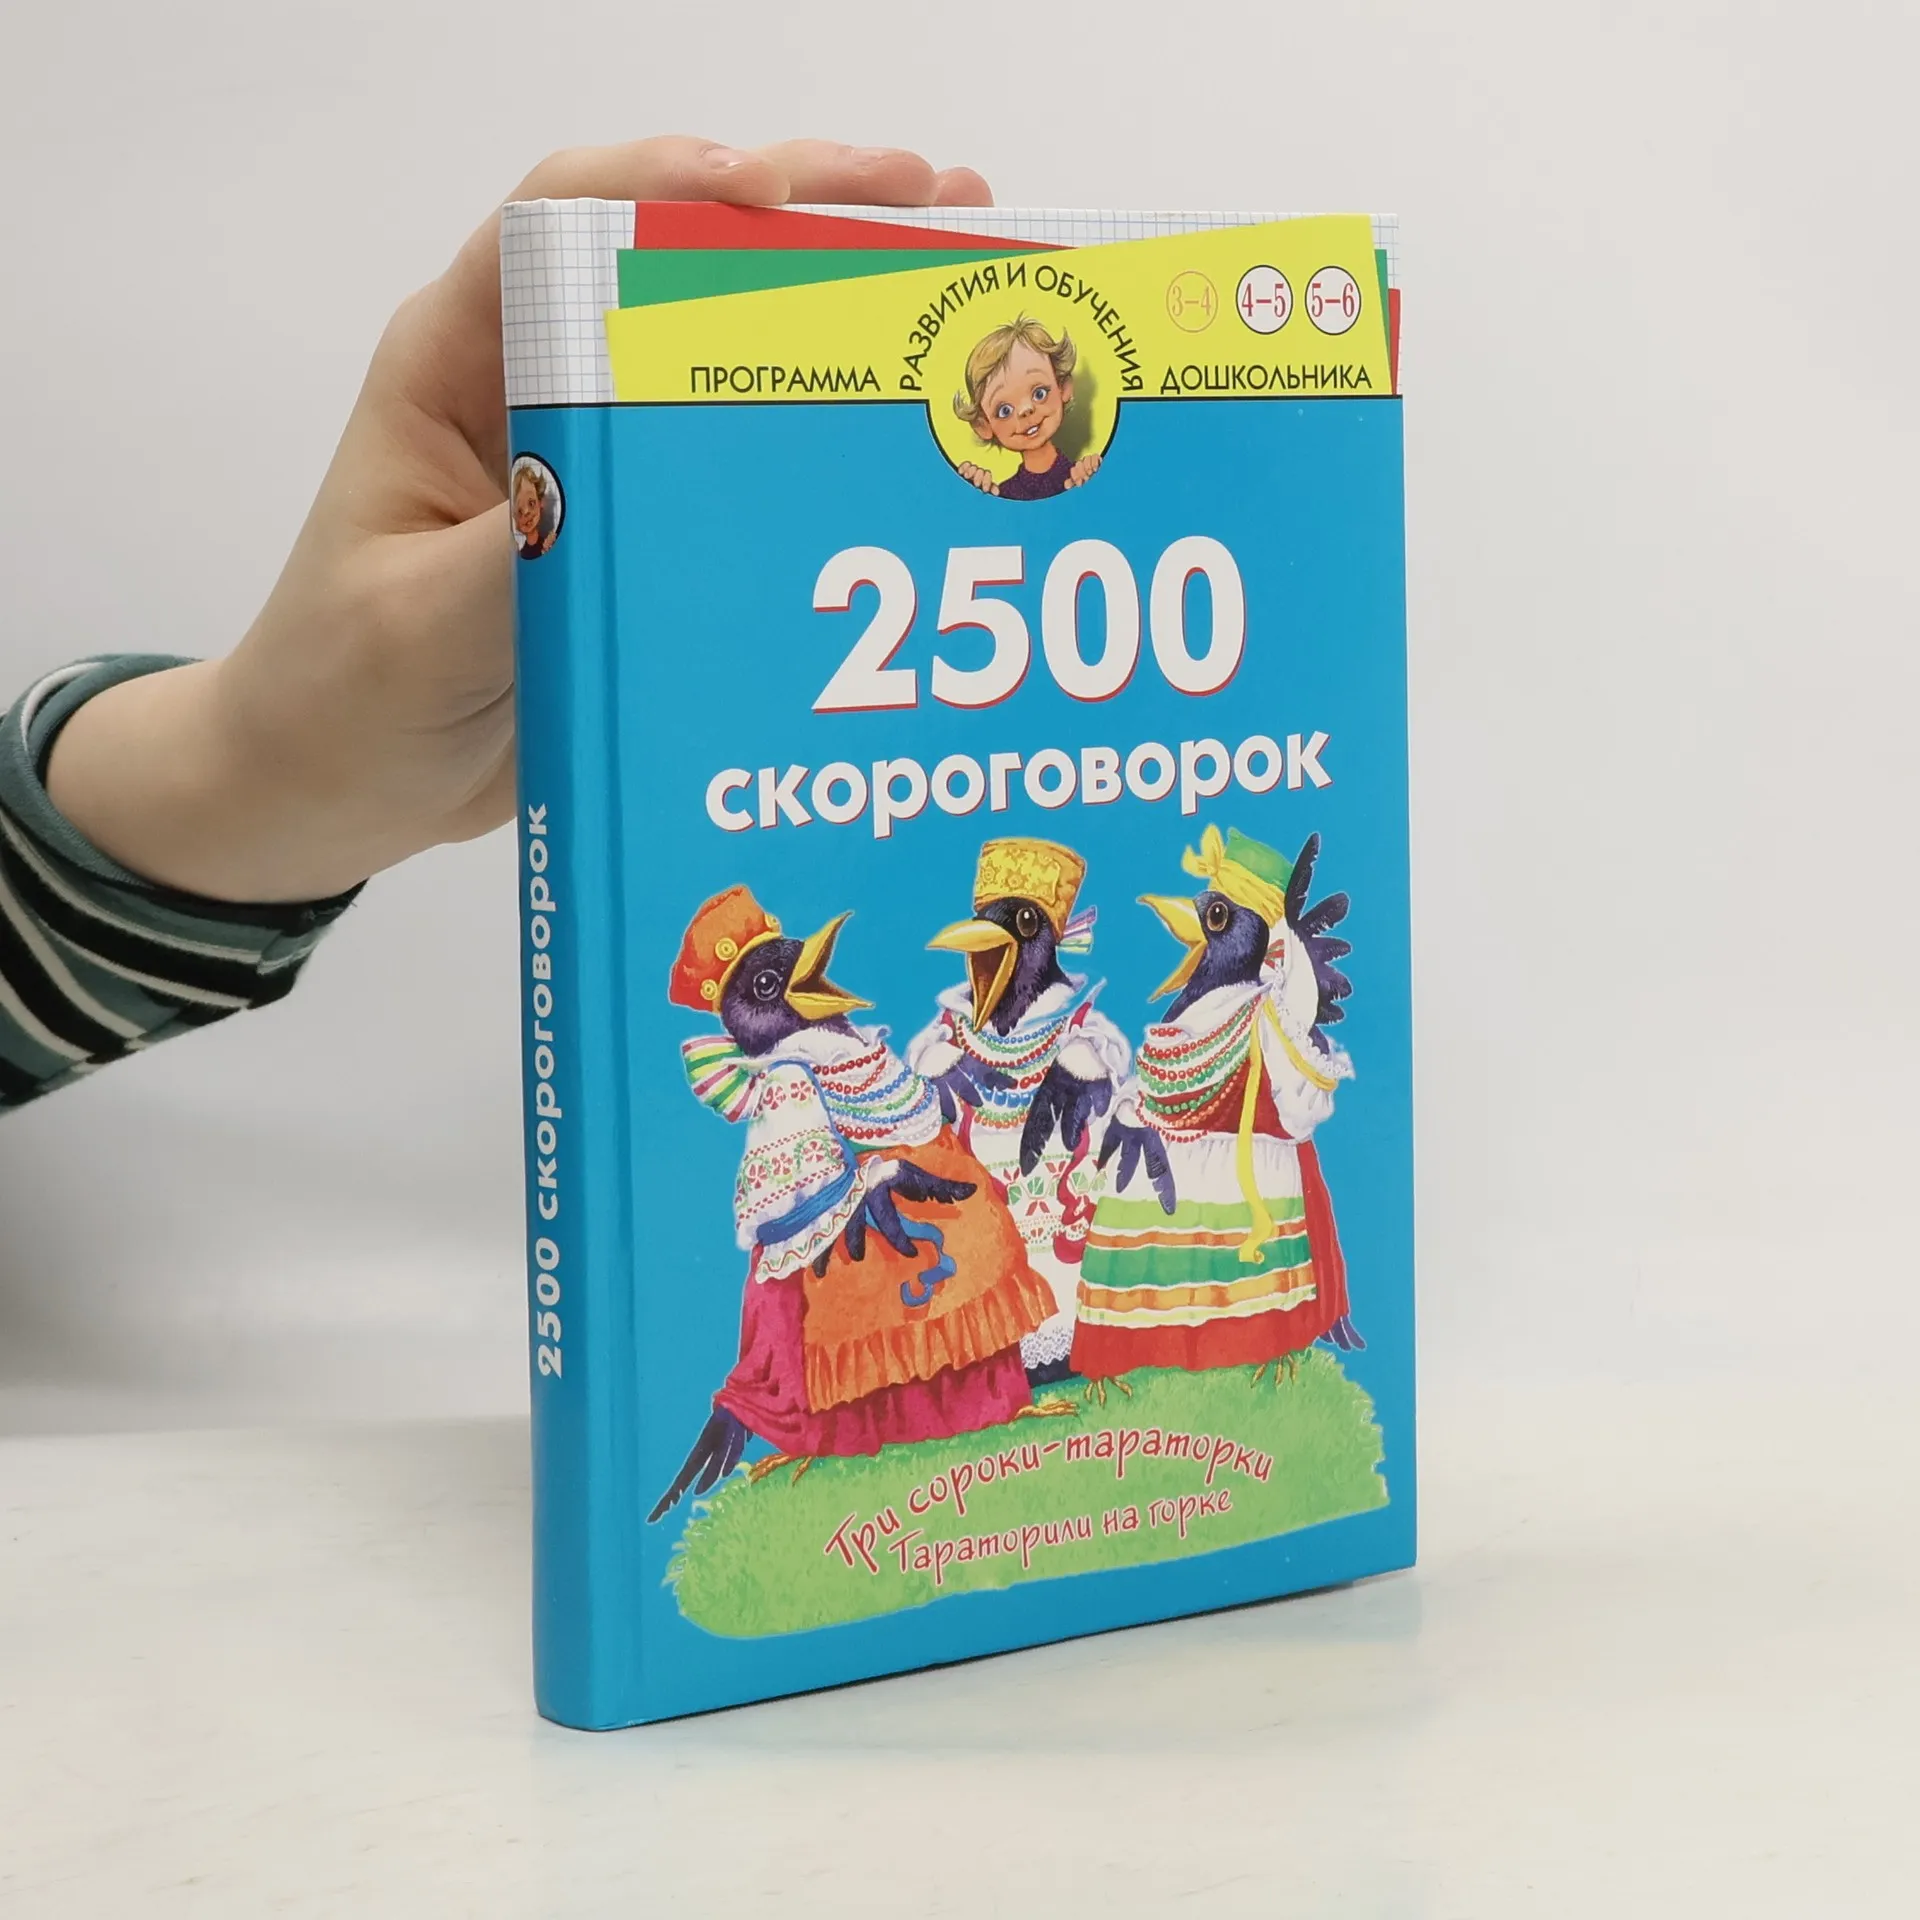 ПРОГРАММА РАЗВИТИЯ И ОБУЧЕНИЯ ДОШКОЛЬНИКА
3-4 4-5 5-6
2500
скороговорок
Три сороки-тараторки
Тараторили на горке
2500 скороговорок